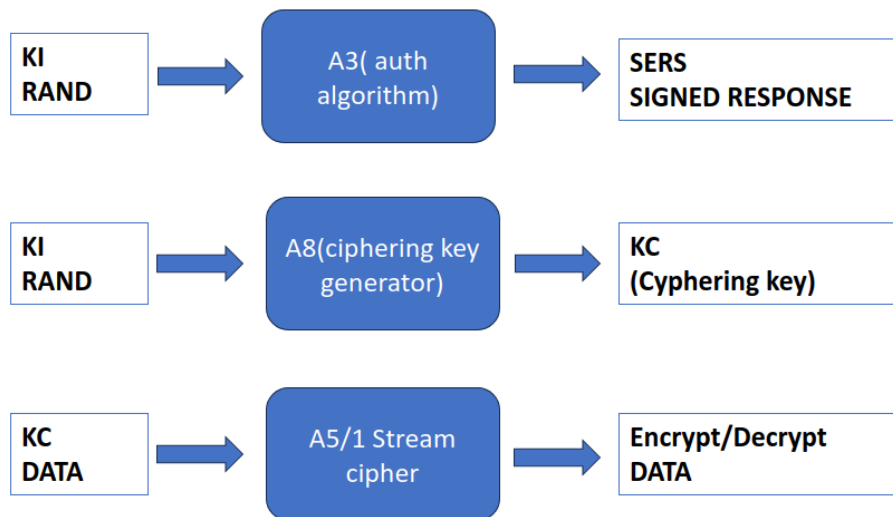 KI
RAND
A3( auth
algorithm)
SERS
SIGNED RESPONSE
KI
RAND
A8(ciphering key
generator)
KC
(Cyphering key)
KC
DATA
A5/1 Stream
cipher
Encrypt/Decrypt
DATA